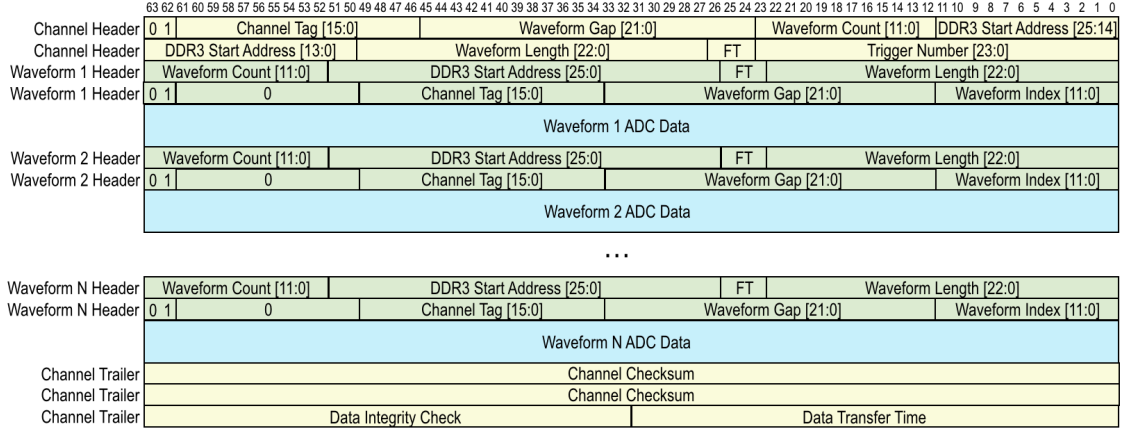 63 62 61 60 59 58 57 56 55 54 53 52 51 50 49 48 47 46 45 44 43 42 41 40 39 38 37 36 35 34 33 32 31 30 29 28 27 26 25 24 23 22 21 20 19 18 17 16 15 14 13 12 11 10 9 8 7 6 5 4 3 2 1 0
Channel Header 0 1 Channel Tag [15:0] Waveform Gap [21:0] Waveform Count [11:0] DDR3 Start Address [25:14]
Channel Header DDR3 Start Address [13:0] Waveform Length [22:0] FT Trigger Number [23:0]
Waveform 1 Header Waveform Count [11:0] DDR3 Start Address [25:0] FT Waveform Length [22:0]
Waveform 1 Header 0 1 0 Channel Tag [15:0] Waveform Gap [21:0] Waveform Index [11:0]
Waveform 1 ADC Data
Waveform 2 Header Waveform Count [11:0] DDR3 Start Address [25:0] FT Waveform Length [22:0]
Waveform 2 Header 0 1 0 Channel Tag [15:0] Waveform Gap [21:0] Waveform Index [11:0]
Waveform 2 ADC Data
...
Waveform N Header Waveform Count [11:0] DDR3 Start Address [25:0] FT Waveform Length [22:0]
Waveform N Header 0 1 0 Channel Tag [15:0] Waveform Gap [21:0] Waveform Index [11:0]
Waveform N ADC Data
Channel Trailer Channel Checksum
Channel Trailer Channel Checksum
Channel Trailer Data Integrity Check Data Transfer Time